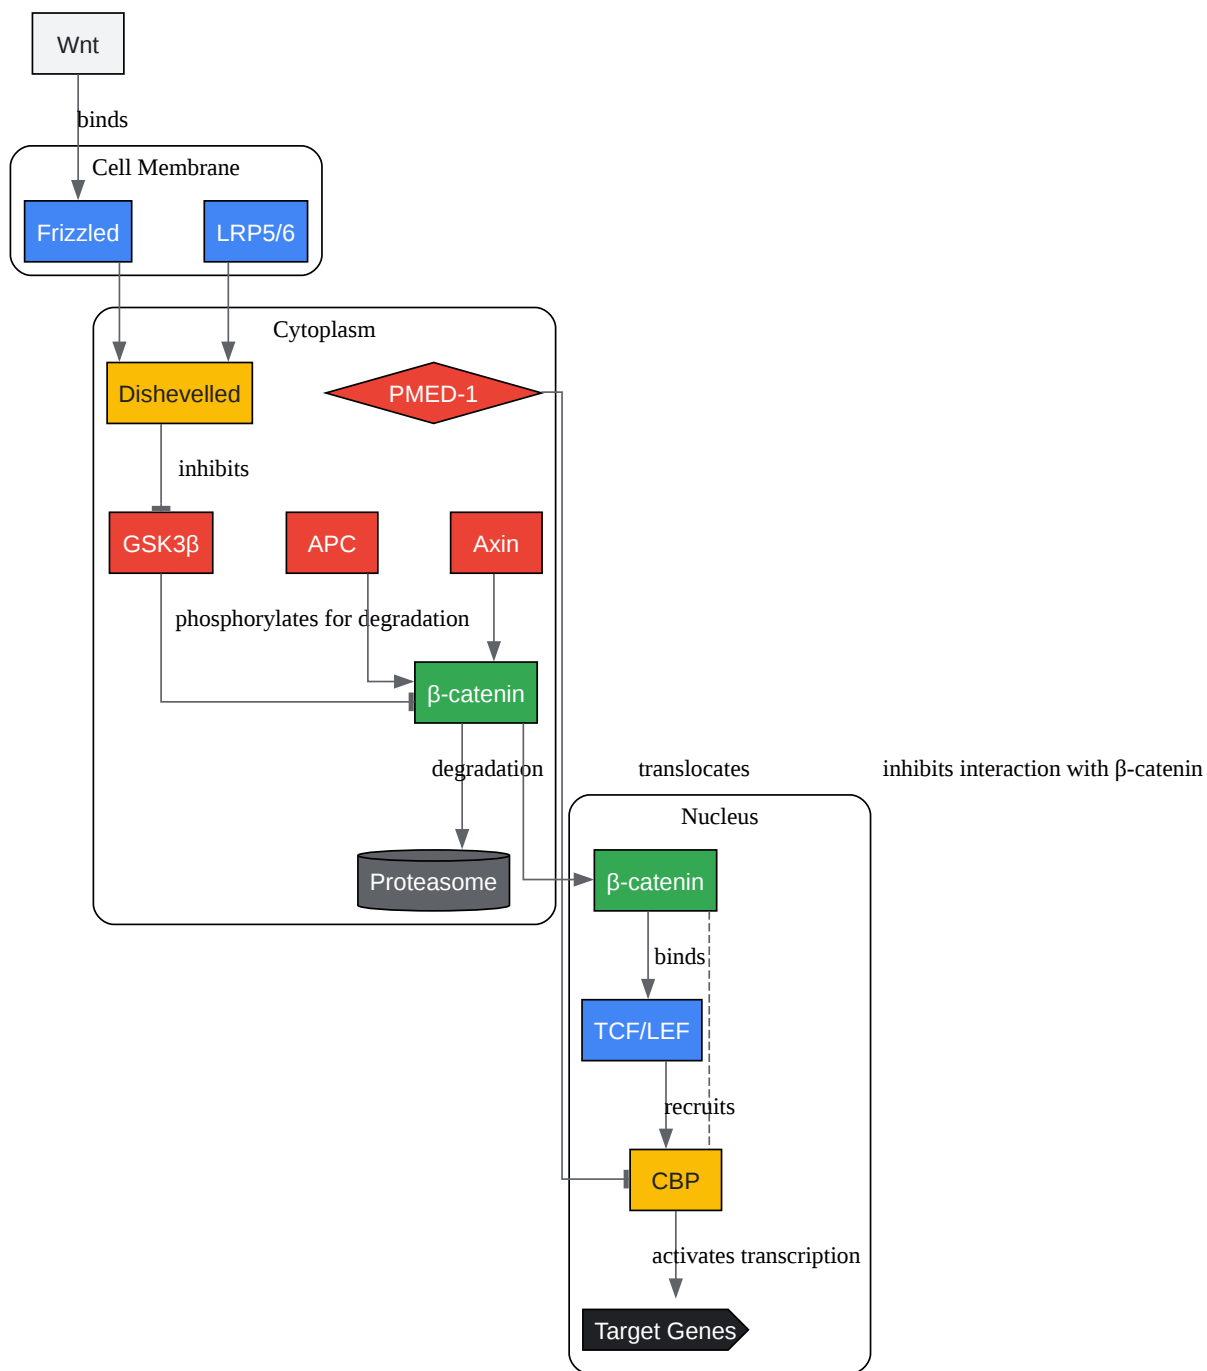 Wnt
binds
Cell Membrane
Frizzled
LRP5/6
Cytoplasm
Dishevelled
PMED-1
inhibits
GSK3β
APC
Axin
phosphorylates for degradation
β-catenin
degradation
translocates
inhibits interaction with β-catenin
Nucleus
Proteasome
β-catenin
binds
TCF/LEF
recruits
CBP
activates transcription
Target Genes